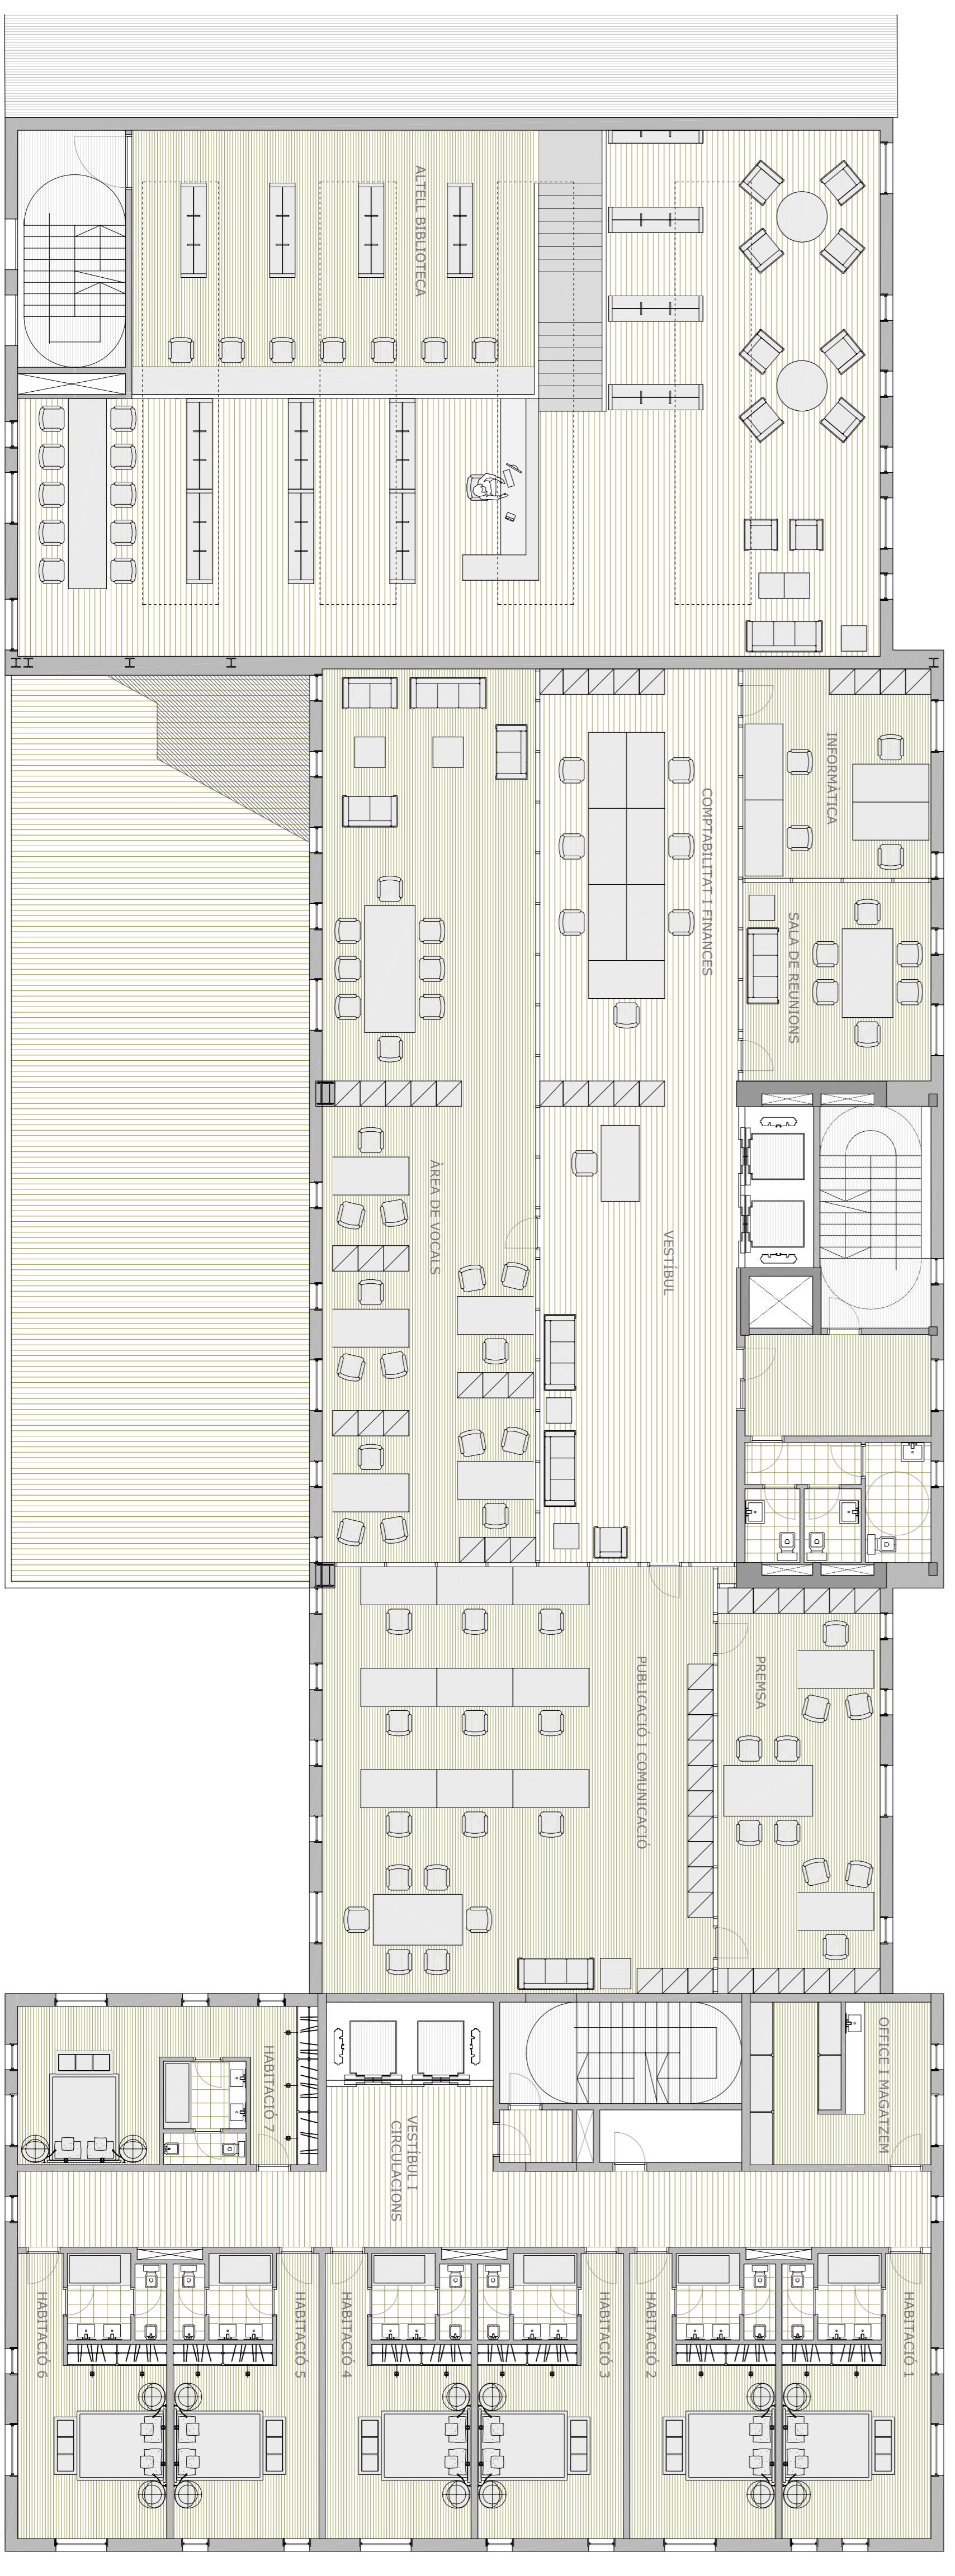 ALTELL BIBLIOTECA
INFORMÀTICA
COMPTABILITAT I FINANCES
SALA DE REUNIONS
ÀREA DE VOCALS
VESTÍBUL
PUBLICACIÓ I COMUNICACIÓ
PREMSA
OFFICE I MAGATZEM
HABITACIÓ 7
VESTÍBUL I
CIRCULACIONS
HABITACIÓ 6
HABITACIÓ 5
HABITACIÓ 4
HABITACIÓ 3
HABITACIÓ 2
HABITACIÓ 1